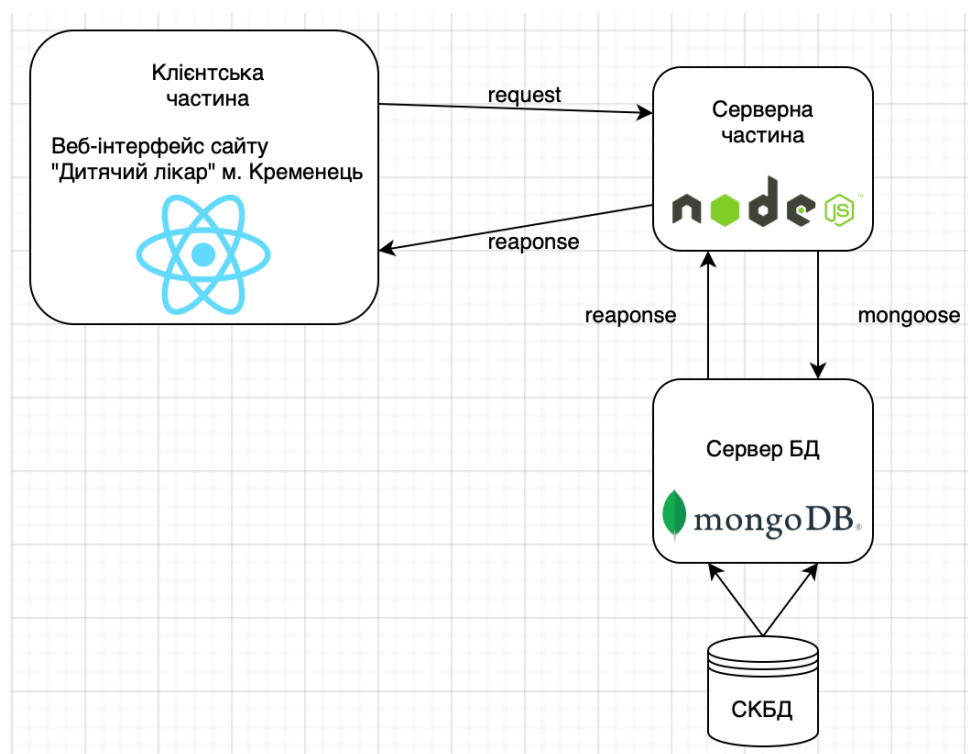 Клієнтська
частина
Веб-інтерфейс сайту
"Дитячий лікар" м. Кременець
request
reaponse
Серверна
частина
node
JS
™
reaponse
mongoose
Сервер БД
mongoDB®
СКБД